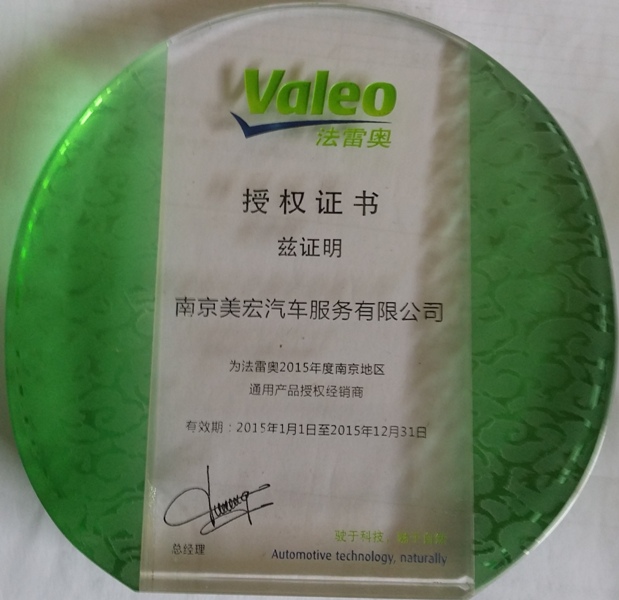 Valeo
法雷奥
授权证书
兹证明
南京美宏汽车服务有限公司
为法雷奥2015年度南京地区
通用产品授权经销商
有效期：2015年1月1日至2015年12月31日
总经理
驶于科技
Automotive technology, naturally